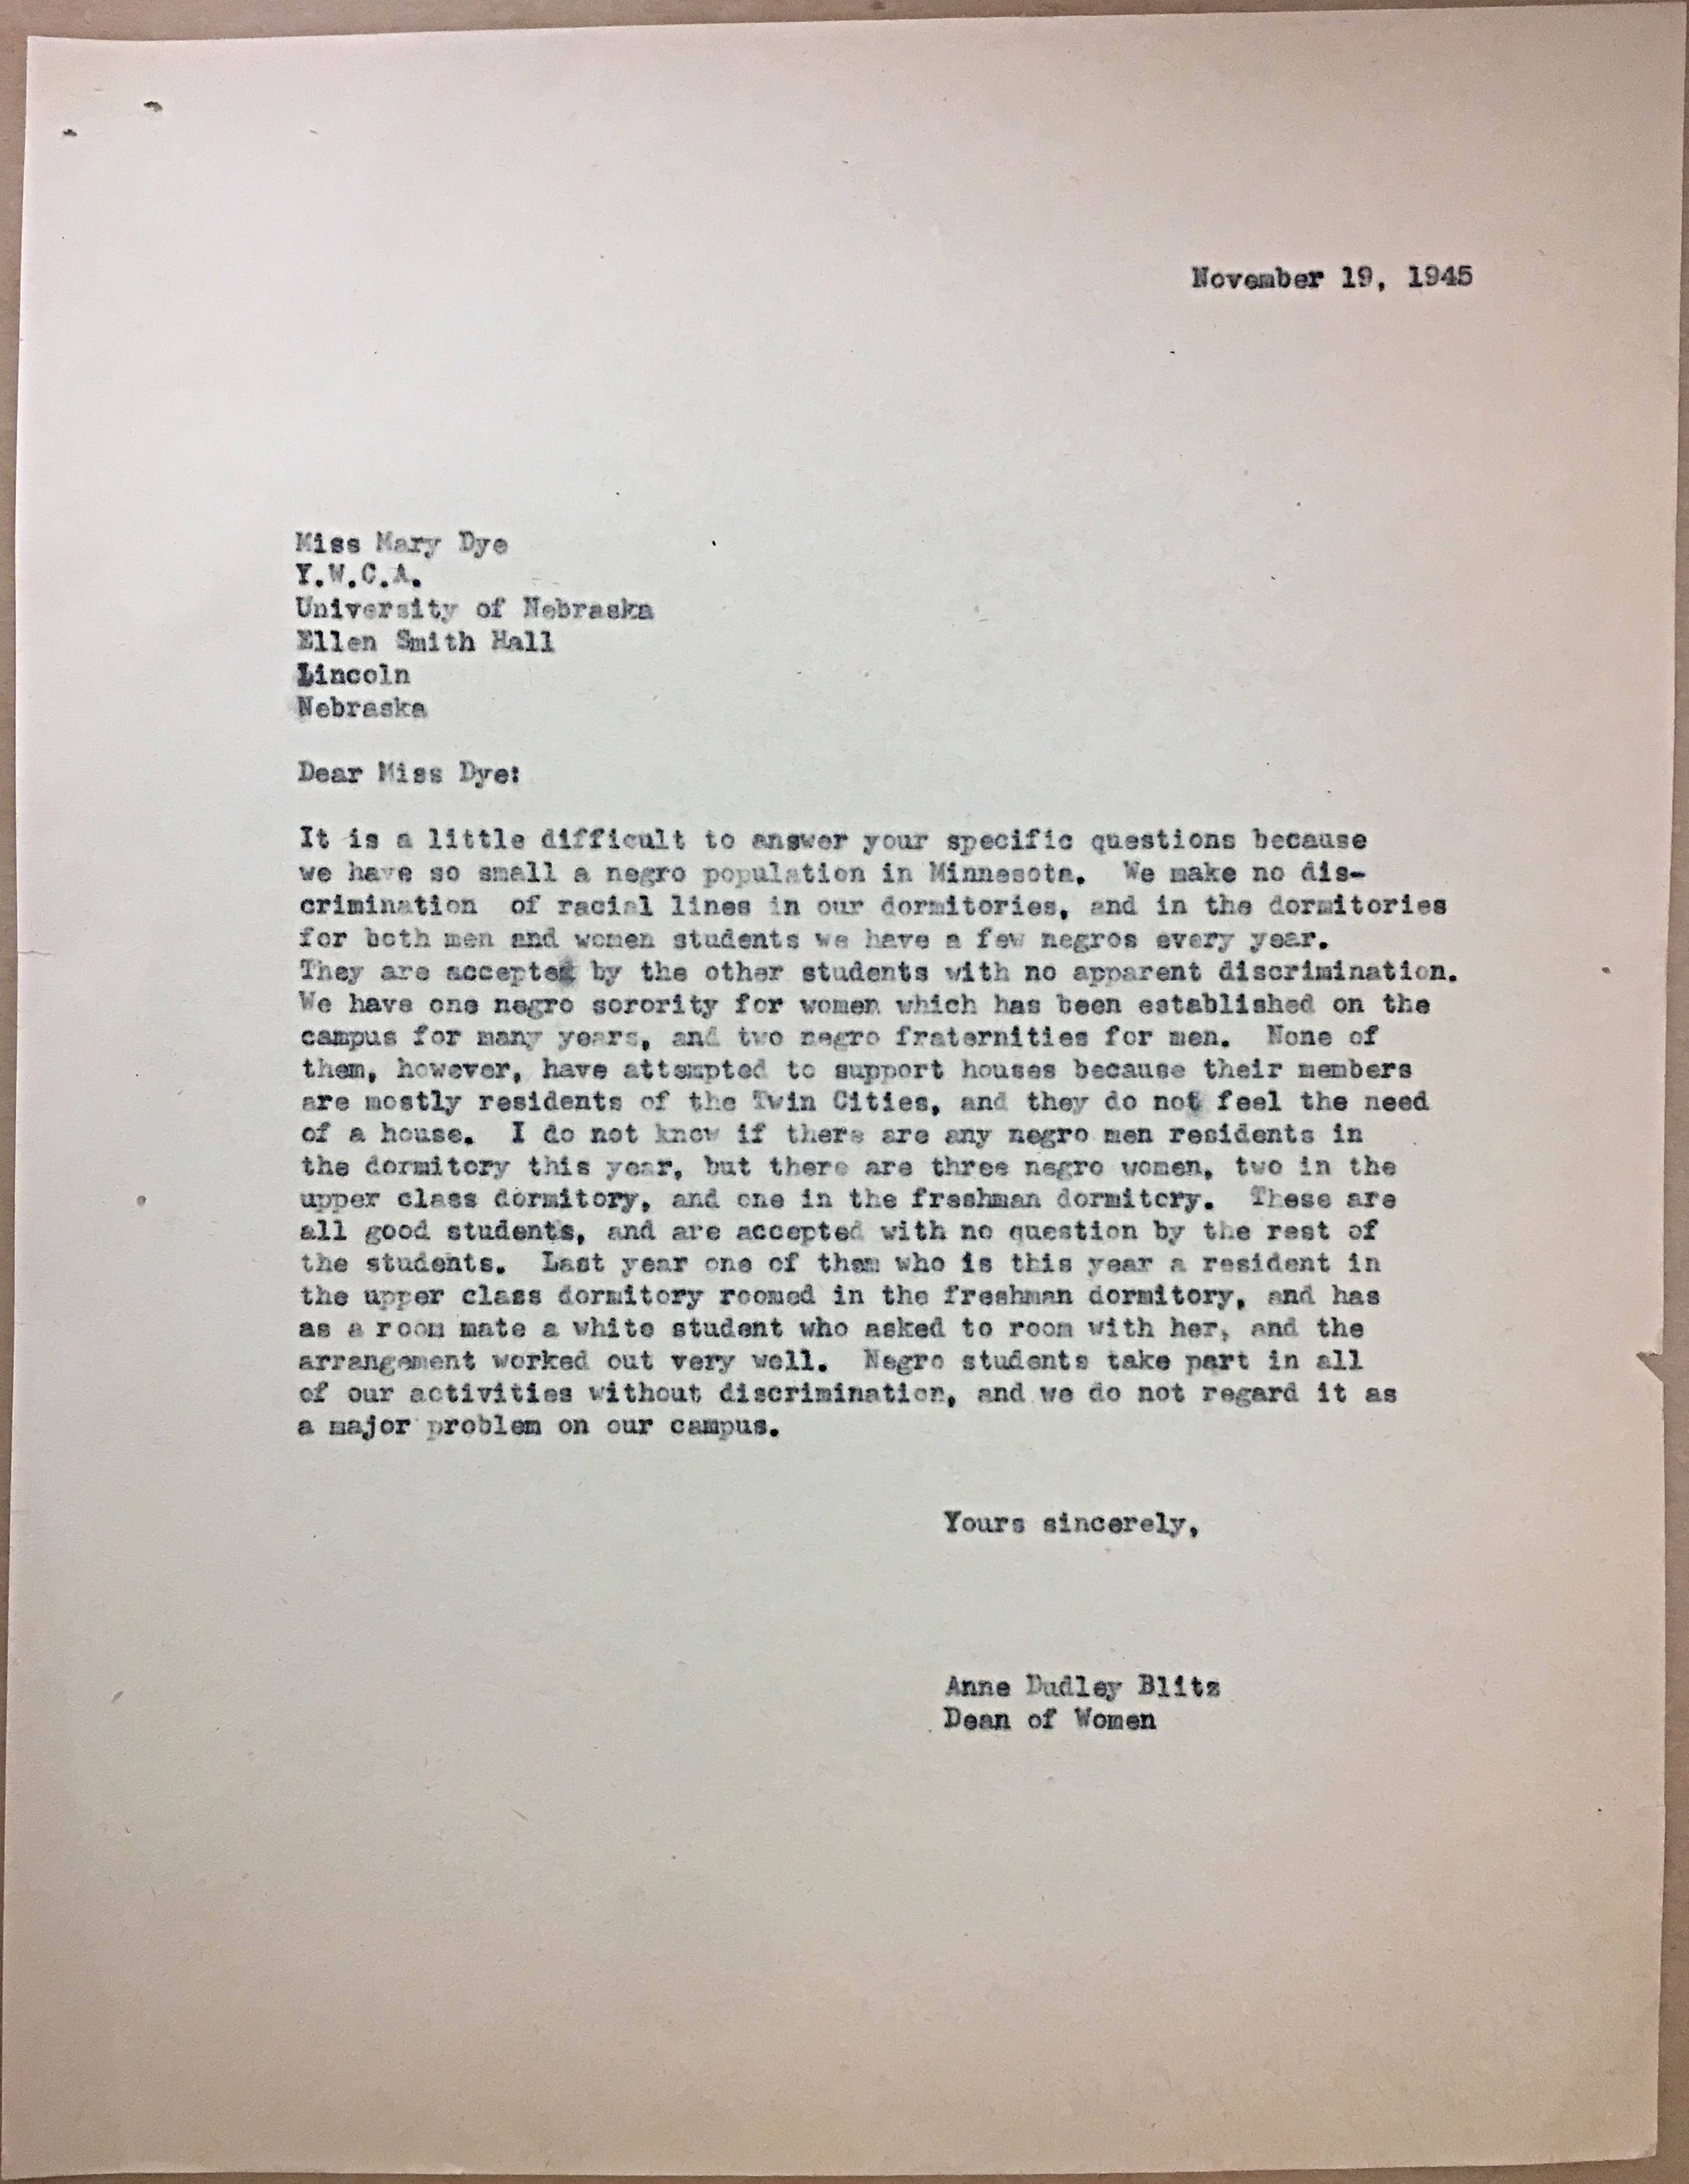 November 19, 1945
Miss Mary Dye
Y.W.C.A.
University of Nebraska
Ellen Smith Hall
Lincoln
Nebraska
Dear Miss Dye:
It is a little difficult to answer your specific questions because
we have so small a negro population in Minnesota. We make no dis-
crimination of racial lines in our dormitories, and in the dormitories
for both men and women students we have a few negros every year.
They are accepted by the other students with no apparent discrimination.
We have one negro sorority for women which has been established on the
campus for many years, and two negro fraternities for men. None of
them, however, have attempted to support houses because their members
are mostly residents of the Twin Cities, and they do not feel the need
of a house. I do not know if there are any negro men residents in
the dormitory this year, but there are three negro women, two in the
upper class dormitory, and one in the freshman dormitory. These are
all good students, and are accepted with no question by the rest of
the students. Last year one of them who is this year a resident in
the upper class dormitory roomed in the freshman dormitory, and has
as a room mate a white student who asked to room with her, and the
arrangement worked out very well. Negro students take part in all
of our activities without discrimination, and we do not regard it as
a major problem on our campus.
Yours sincerely,
Anne Dudley Blitz
Dean of Women